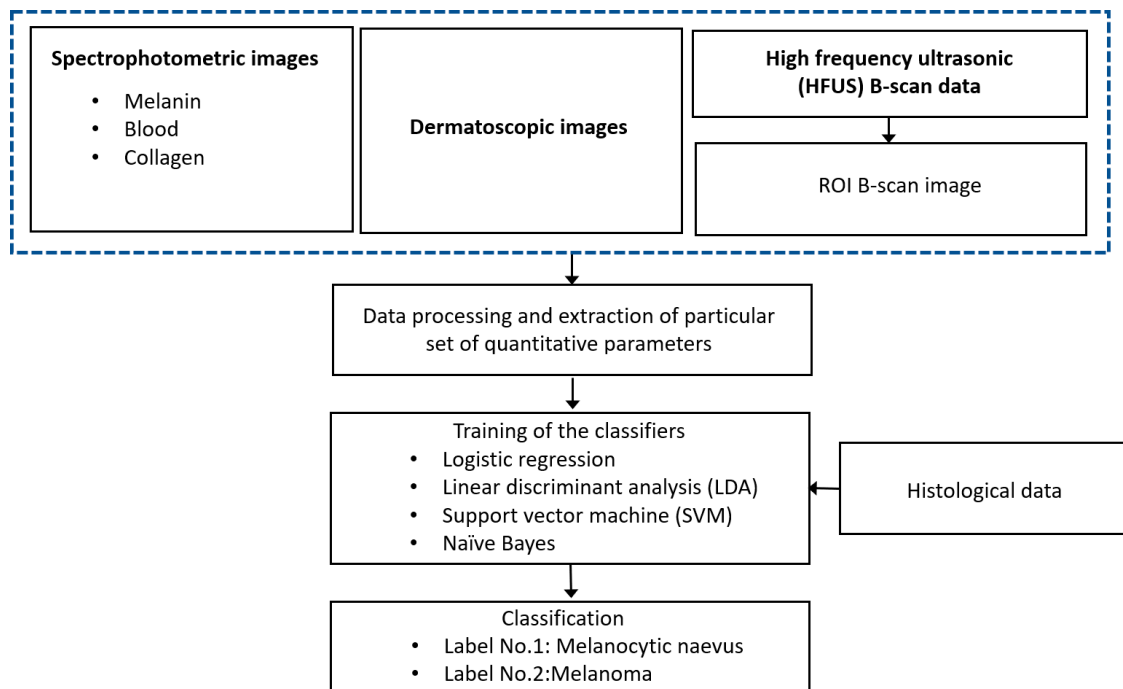 Spectrophotometric images
• Melanin
• Blood
• Collagen
Dermatoscopic images
High frequency ultrasonic
(HFUS) B-scan data
ROI B-scan image
Data processing and extraction of particular
set of quantitative parameters
Training of the classifiers
• Logistic regression
• Linear discriminant analysis (LDA)
• Support vector machine (SVM)
• Naïve Bayes
Histological data
Classification
• Label No.1: Melanocytic naevus
• Label No.2:Melanoma